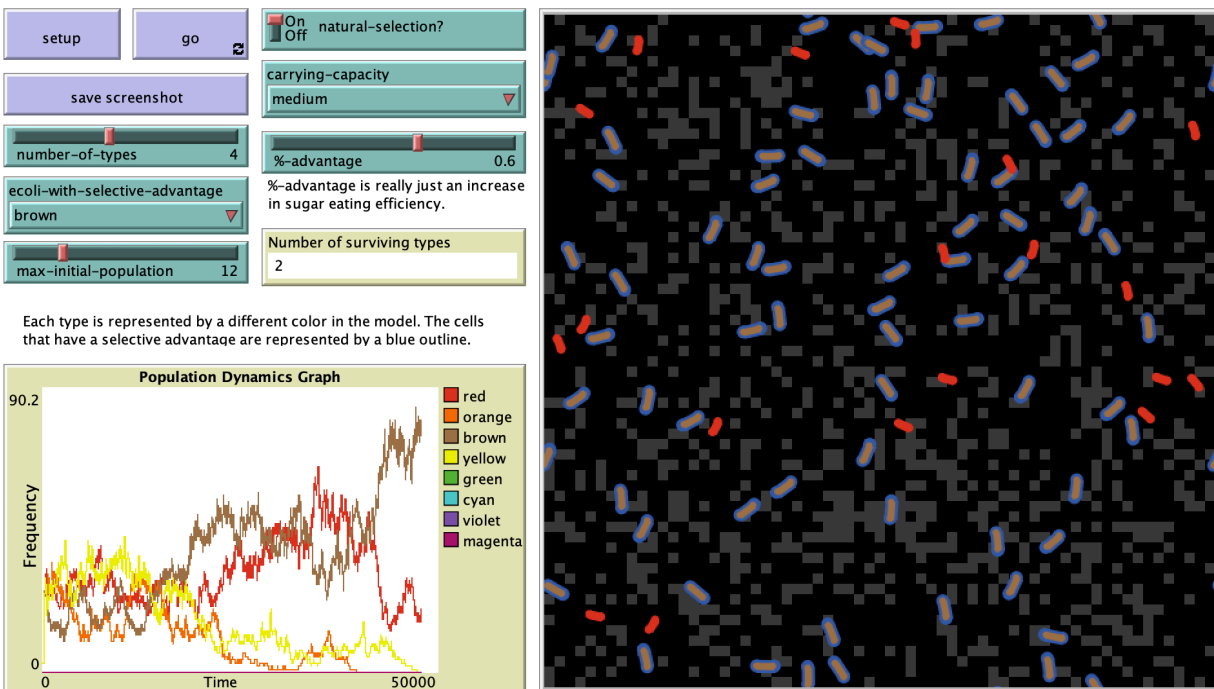 setup
go
On
Off
natural-selection?
save screenshot
carrying-capacity
medium
number-of-types 4
%-advantage 0.6
ecoli-with-selective-advantage
brown
%-advantage is really just an increase
in sugar eating efficiency.
max-initial-population 12
Number of surviving types
2
Each type is represented by a different color in the model. The cells
that have a selective advantage are represented by a blue outline.
Population Dynamics Graph
90.2
Frequency
0
0 Time 50000
red
orange
brown
yellow
green
cyan
violet
magenta